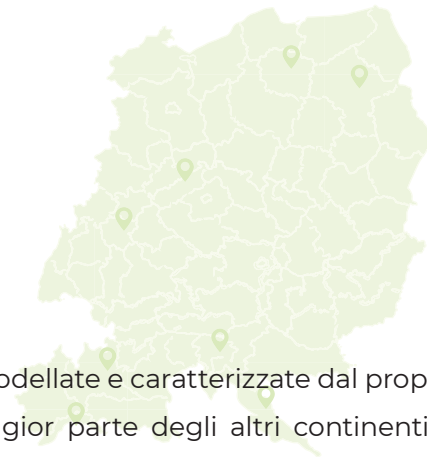 odellate e caratterizzate dal prop
gior parte degli altri continenti